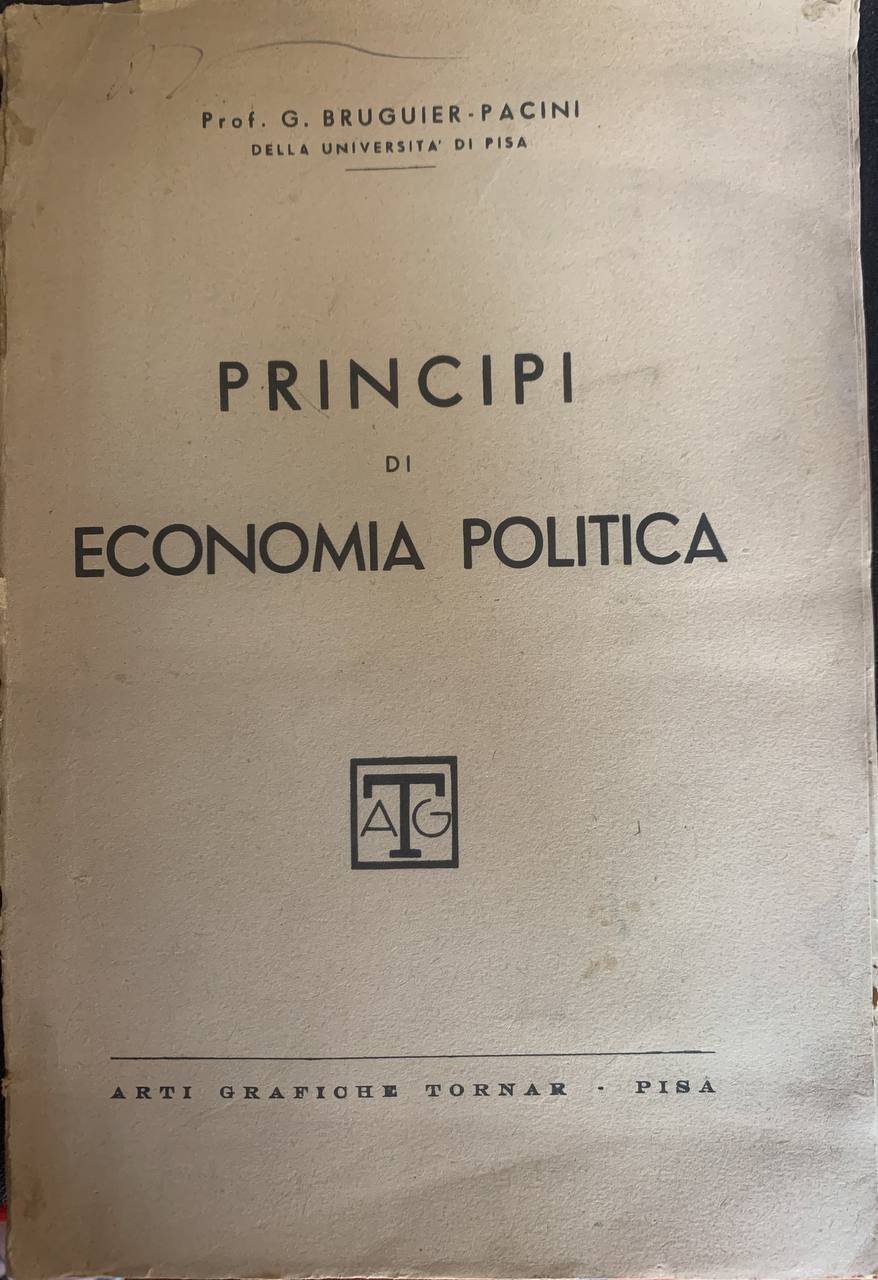 Prof. G. BRUGUIER-PACINI
DELLA UNIVERSITA' DI PISA
PRINCIPI
DI
ECONOMIA POLITICA
ATG
ARTI GRAFICHE TORNAR - PISA